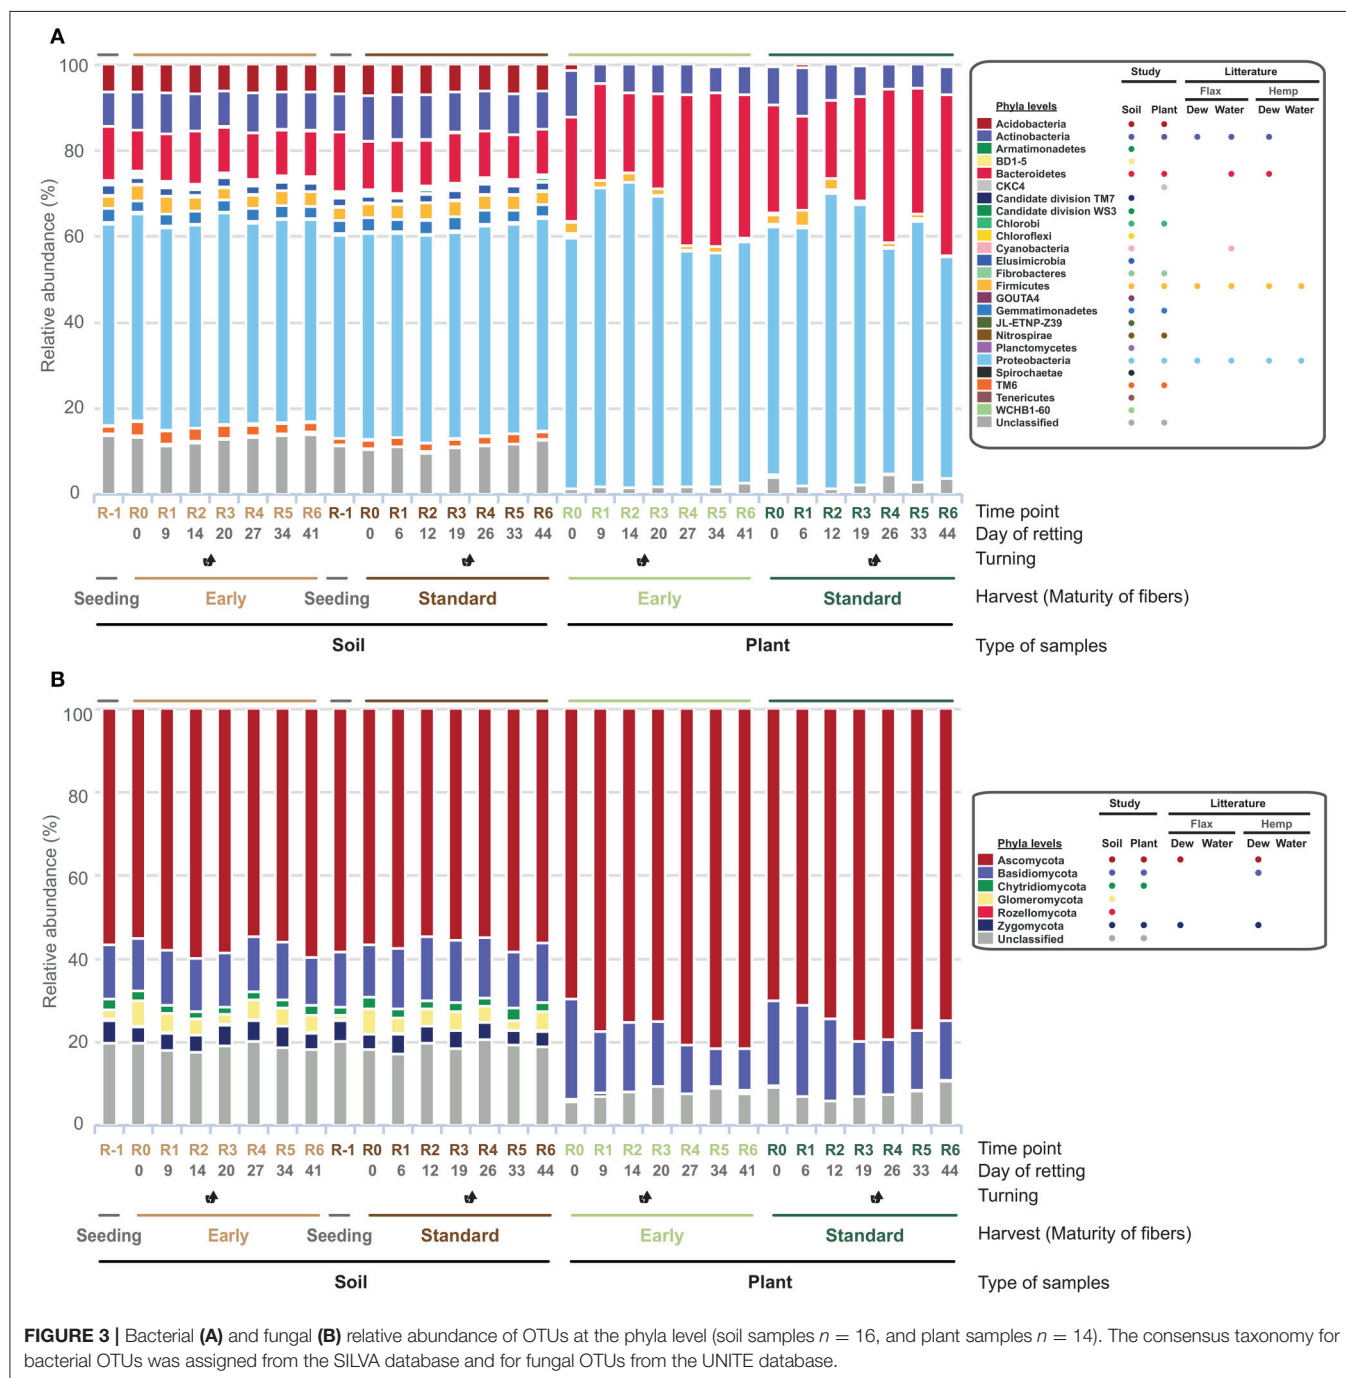 A
Seeding Early Seeding Standard Early Standard
100
80
60
40
20
0
Relative abundance (%)
Study Litterature
Flax Hemp
Phyla levels Soil Plant Dew Water Dew Water
Acidobacteria
Actinobacteria
Armatimonadetes
BD1-5
Bacteroidetes
CKC4
Candidate division TM7
Candidate division WS3
Chlorobi
Chloroflexi
Cyanobacteria
Elusimicrobia
Fibrobacteres
Firmicutes
GOUTA4
Gemmatimonadetes
JL-ETNP-Z39
Nitrospirae
Planctomycetes
Proteobacteria
Spirochaetae
TM6
Tenericutes
WCHB1-60
Unclassified
R-1 R0 R1 R2 R3 R4 R5 R6 R-1 R0 R1 R2 R3 R4 R5 R6 R0 R1 R2 R3 R4 R5 R6 R0 R1 R2 R3 R4 R5 R6 Time point
0 9 14 20 27 34 41 0 6 12 19 26 33 44 0 9 14 20 27 34 41 0 6 12 19 26 33 44 Day of retting
Turning
Harvest (Maturity of fibers)
Soil Plant Type of samples
B
100
80
60
40
20
0
Relative abundance (%)
Study Litterature
Flax Hemp
Phyla levels Soil Plant Dew Water Dew Water
Ascomycota
Basidiomycota
Chytridiomycota
Glomeromycota
Rozellomycota
Zygomycota
Unclassified
R-1 R0 R1 R2 R3 R4 R5 R6 R-1 R0 R1 R2 R3 R4 R5 R6 R0 R1 R2 R3 R4 R5 R6 R0 R1 R2 R3 R4 R5 R6 Time point
0 9 14 20 27 34 41 0 6 12 19 26 33 44 0 9 14 20 27 34 41 0 6 12 19 26 33 44 Day of retting
Turning
Seeding Early Seeding Standard Early Standard Harvest (Maturity of fibers)
Soil Plant Type of samples
FIGURE 3 | Bacterial (A) and fungal (B) relative abundance of OTUs at the phyla level (soil samples n = 16, and plant samples n = 14). The consensus taxonomy for
bacterial OTUs was assigned from the SILVA database and for fungal OTUs from the UNITE database.